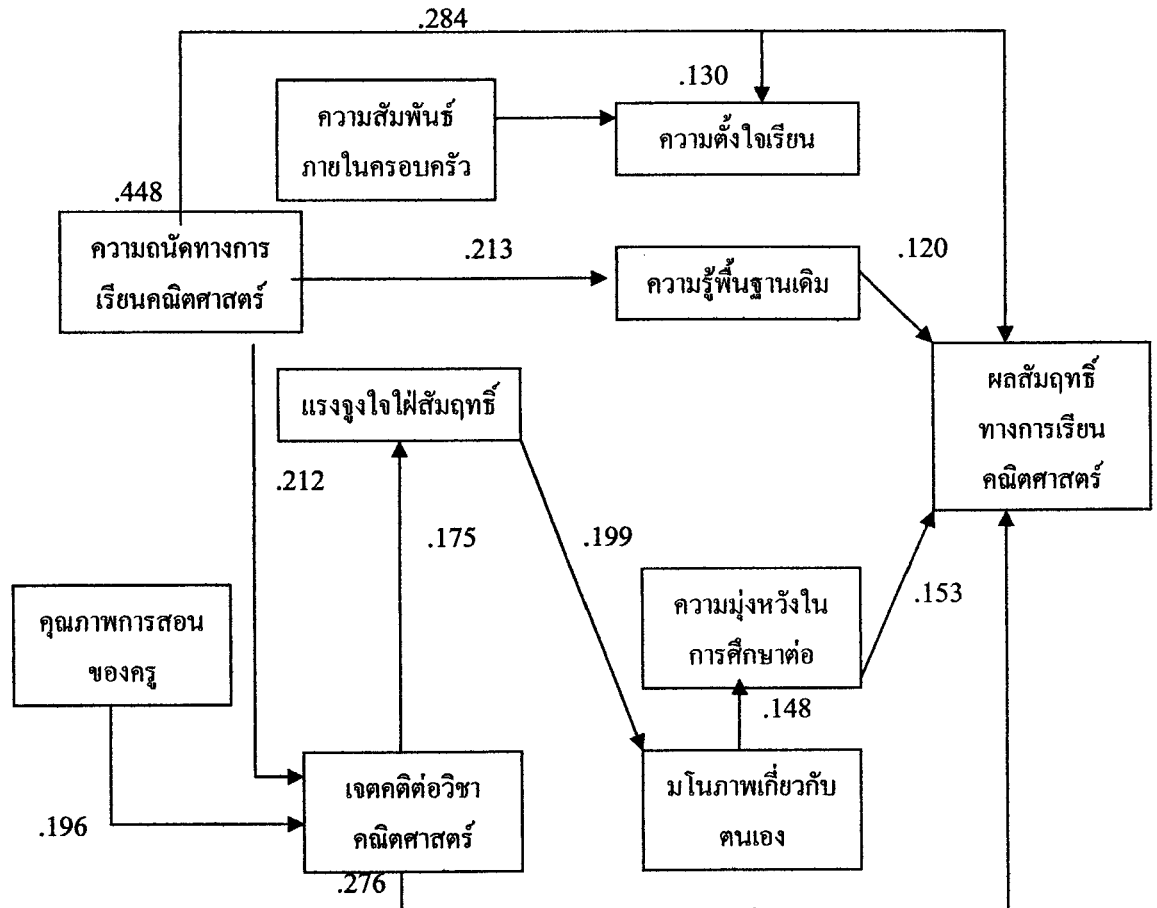 .284
.130
ความสัมพันธ์
ภายในครอบครัว
ความตั้งใจเรียน
.448
ความถนัดทางการ
เรียนคณิตศาสตร์
.213
ความรู้พื้นฐานเดิม
.120
ผลสัมฤทธิ์
ทางการเรียน
คณิตศาสตร์
แรงจูงใจใฝ่สัมฤทธิ์
.212
.175
.199
คุณภาพการสอน
ของครู
ความมุ่งหวังใน
การศึกษาต่อ
.153
.148
.196
เจตคติต่อวิชา
คณิตศาสตร์
มโนภาพเกี่ยวกับ
ตนเอง
.276